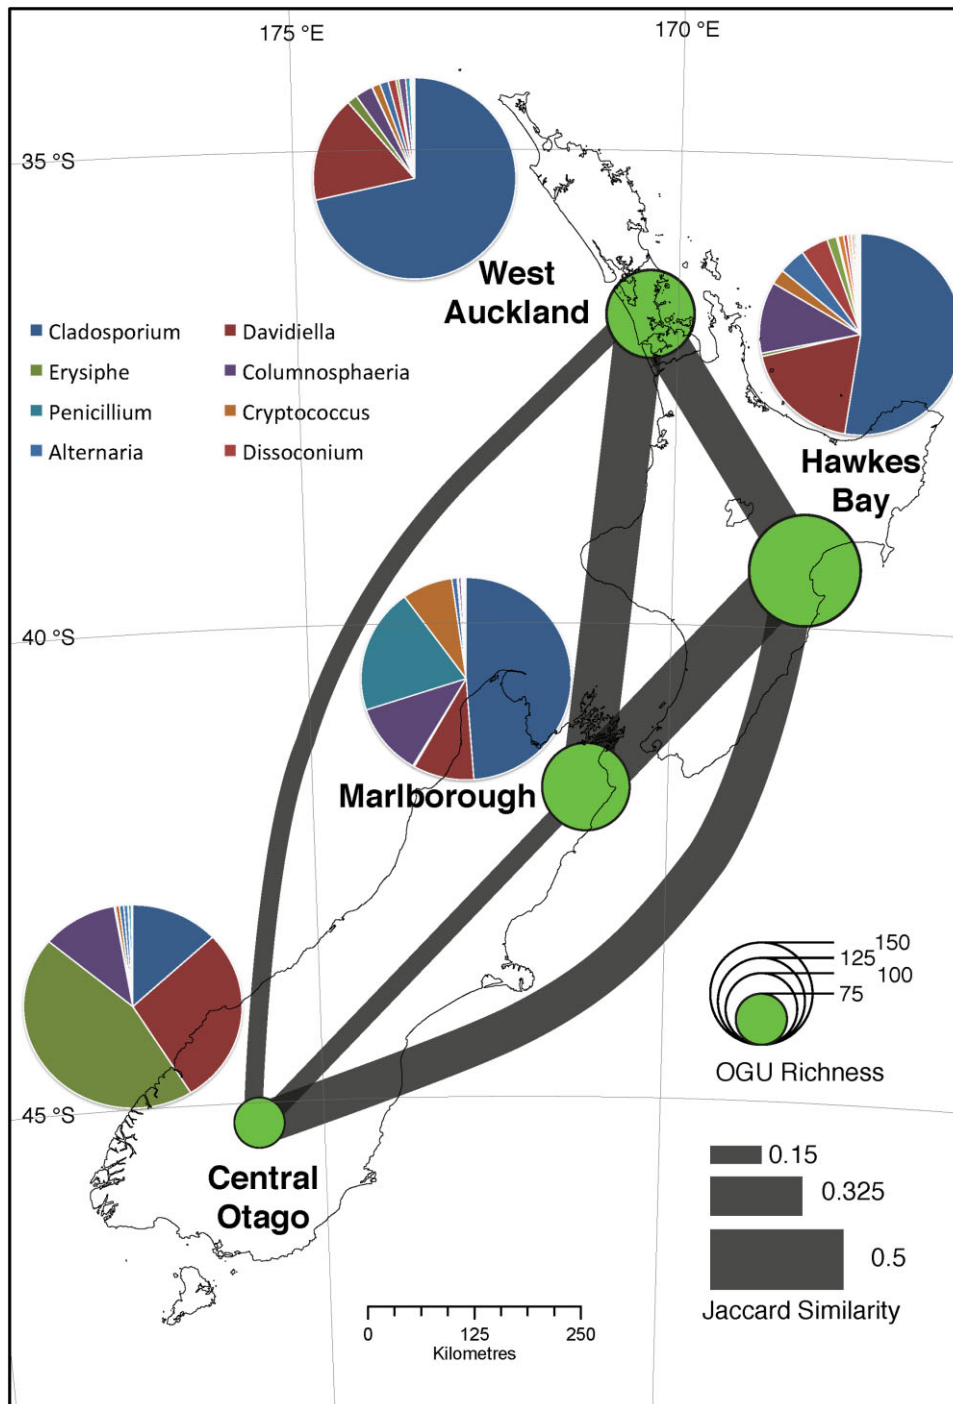 175 °E
170 °E
35 °S
West
Auckland
Cladosporium
Davidiella
Erysiphe
Columnosphaeria
Penicillium
Cryptococcus
Alternaria
Dissoconium
Hawkes
Bay
40 °S
Marlborough
150
125
100
75
OGU Richness
45 °S
Central
Otago
0.15
0.325
0.5
Jaccard Similarity
0 125 250
Kilometres